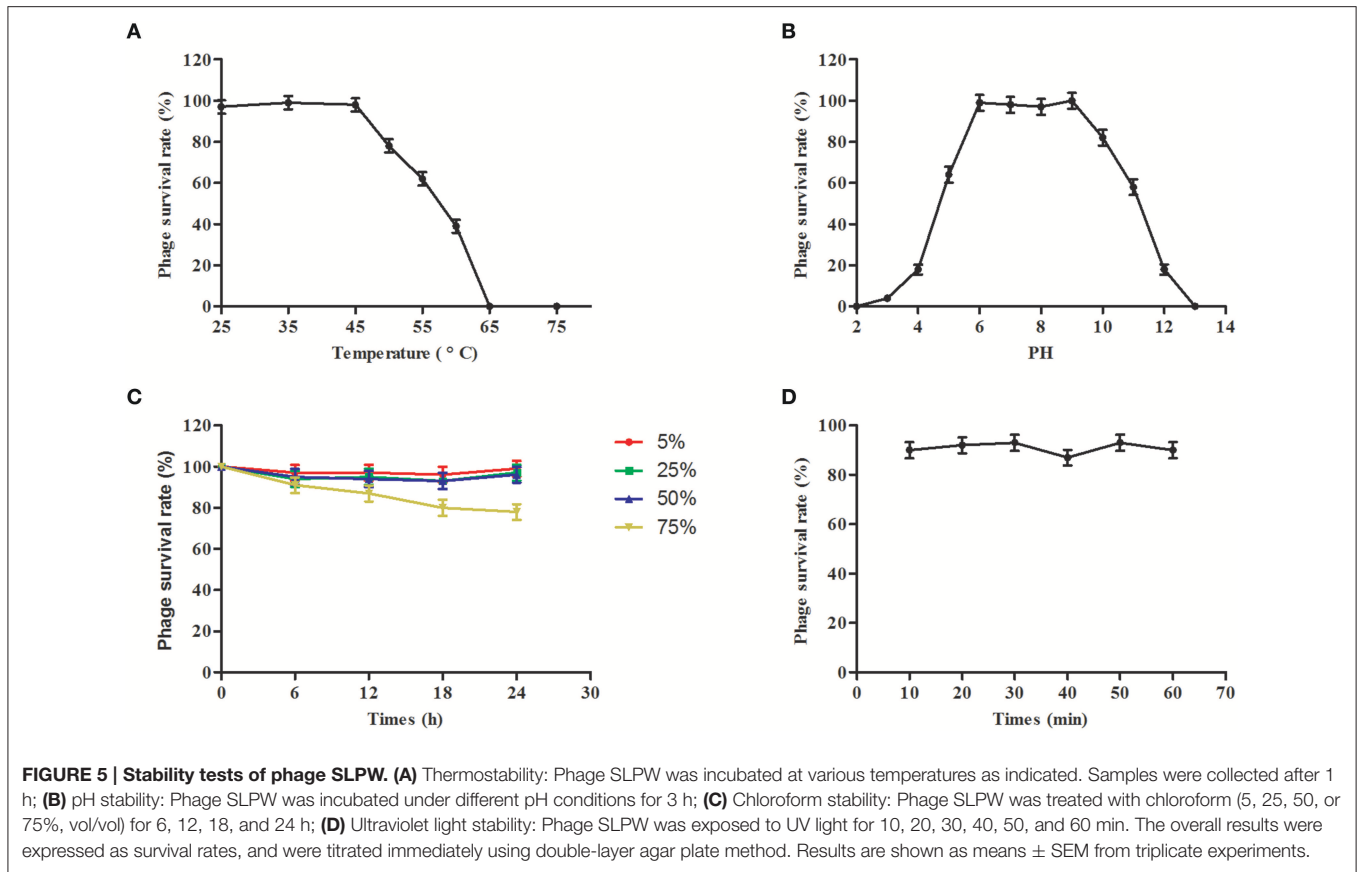 A
120
100
80
60
40
20
0
Phage survival rate (%)
25 35 45 55 65 75
Temperature ( ° C)
B
120
100
80
60
40
20
0
Phage survival rate (%)
2 4 6 8 10 12 14
PH
C
120
100
80
60
40
20
0
Phage survival rate (%)
0 6 12 18 24 30
Times (h)
5%
25%
50%
75%
D
100
80
60
40
20
0
Phage survival rate (%)
0 10 20 30 40 50 60 70
Times (min)
FIGURE 5 | Stability tests of phage SLPW. (A) Thermostability: Phage SLPW was incubated at various temperatures as indicated. Samples were collected after 1
h; (B) pH stability: Phage SLPW was incubated under different pH conditions for 3 h; (C) Chloroform stability: Phage SLPW was treated with chloroform (5, 25, 50, or
75%, vol/vol) for 6, 12, 18, and 24 h; (D) Ultraviolet light stability: Phage SLPW was exposed to UV light for 10, 20, 30, 40, 50, and 60 min. The overall results were
expressed as survival rates, and were titrated immediately using double-layer agar plate method. Results are shown as means ± SEM from triplicate experiments.